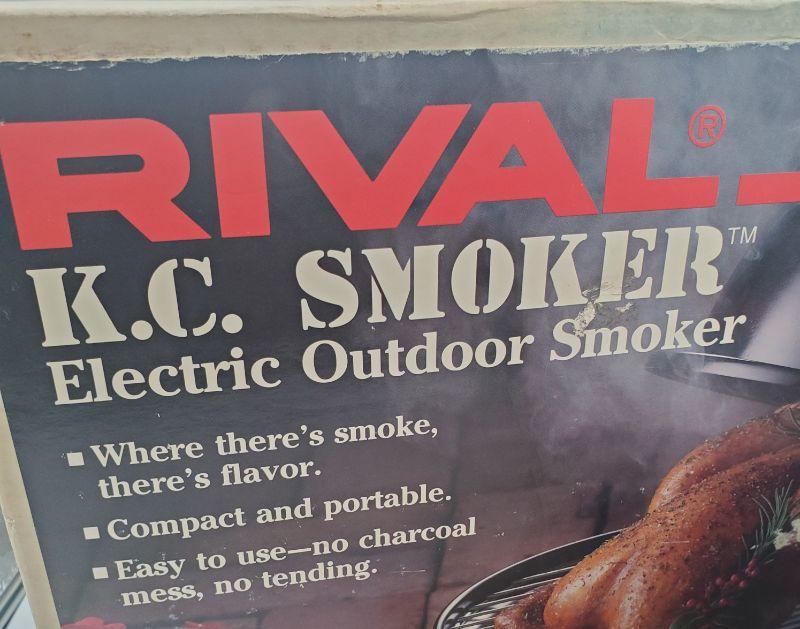 RIVAL®
K.C. SMOKER™
Electric Outdoor Smoker
▪ Where there's smoke,
there's flavor.
▪ Compact and portable.
▪ Easy to use—no charcoal
mess, no tending.